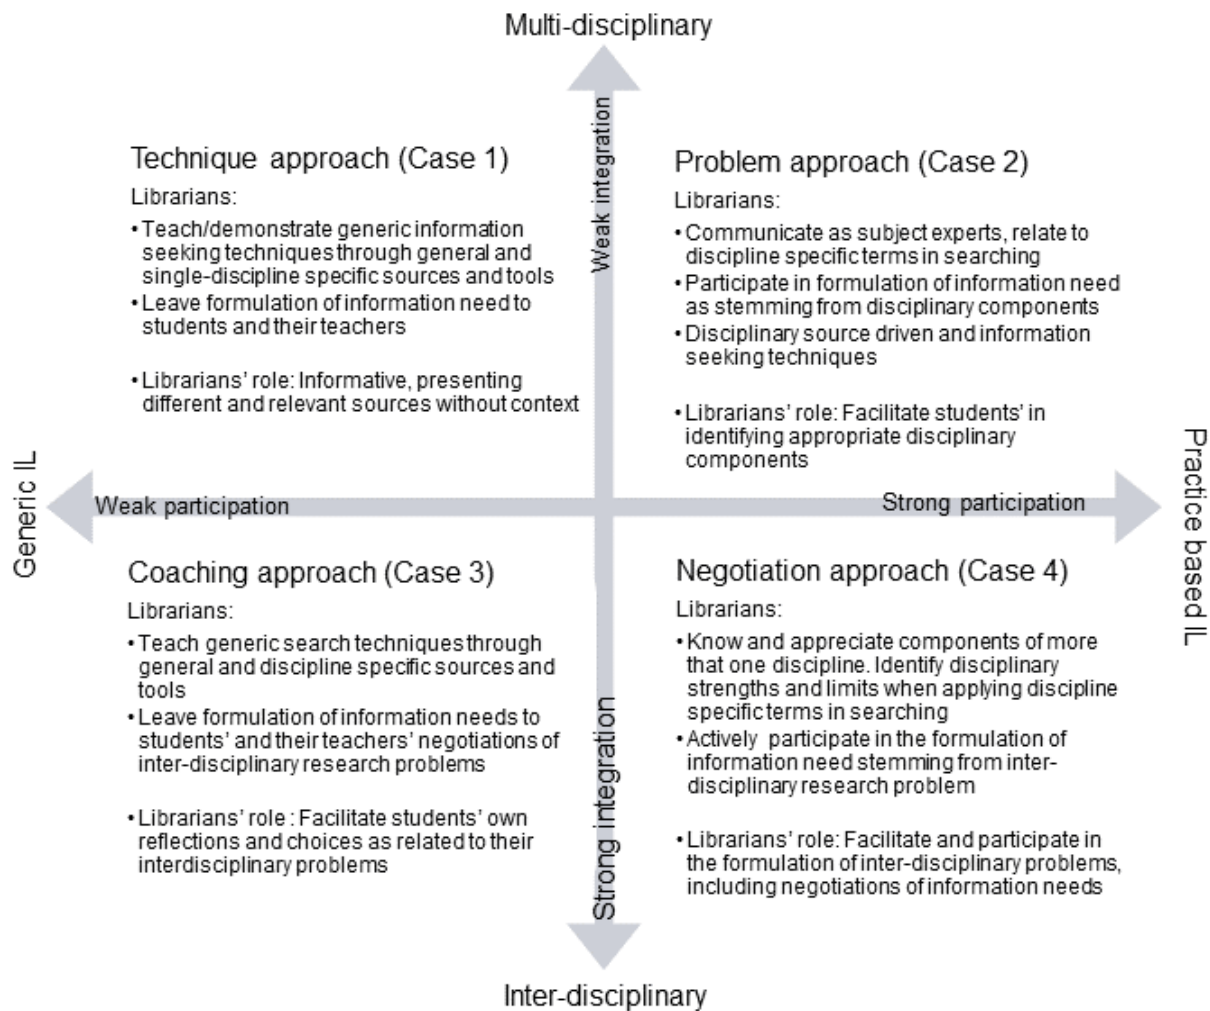 Multi-disciplinary
Weak integration
Technique approach (Case 1)
Librarians:
• Teach/demonstrate generic information
seeking techniques through general and
single-discipline specific sources and tools
• Leave formulation of information need to
students and their teachers
• Librarians' role: Informative, presenting
different and relevant sources without context
Problem approach (Case 2)
Librarians:
• Communicate as subject experts, relate to
discipline specific terms in searching
• Participate in formulation of information need
as stemming from disciplinary components
• Disciplinary source driven and information
seeking techniques
• Librarians' role: Facilitate students' in
identifying appropriate disciplinary
components
Generic IL
Weak participation
Strong participation
Practice based IL
Coaching approach (Case 3)
Librarians:
• Teach generic search techniques through
general and discipline specific sources and
tools
• Leave formulation of information needs to
students' and their teachers' negotiations of
inter-disciplinary research problems
• Librarians' role : Facilitate students' own
reflections and choices as related to their
interdisciplinary problems
Negotiation approach (Case 4)
Librarians:
• Know and appreciate components of more
that one discipline. Identify disciplinary
strengths and limits when applying discipline
specific terms in searching
• Actively participate in the formulation of
information need stemming from inter-
disciplinary research problem
• Librarians' role: Facilitate and participate in
the formulation of inter-disciplinary problems,
including negotiations of information needs
Strong integration
Inter-disciplinary